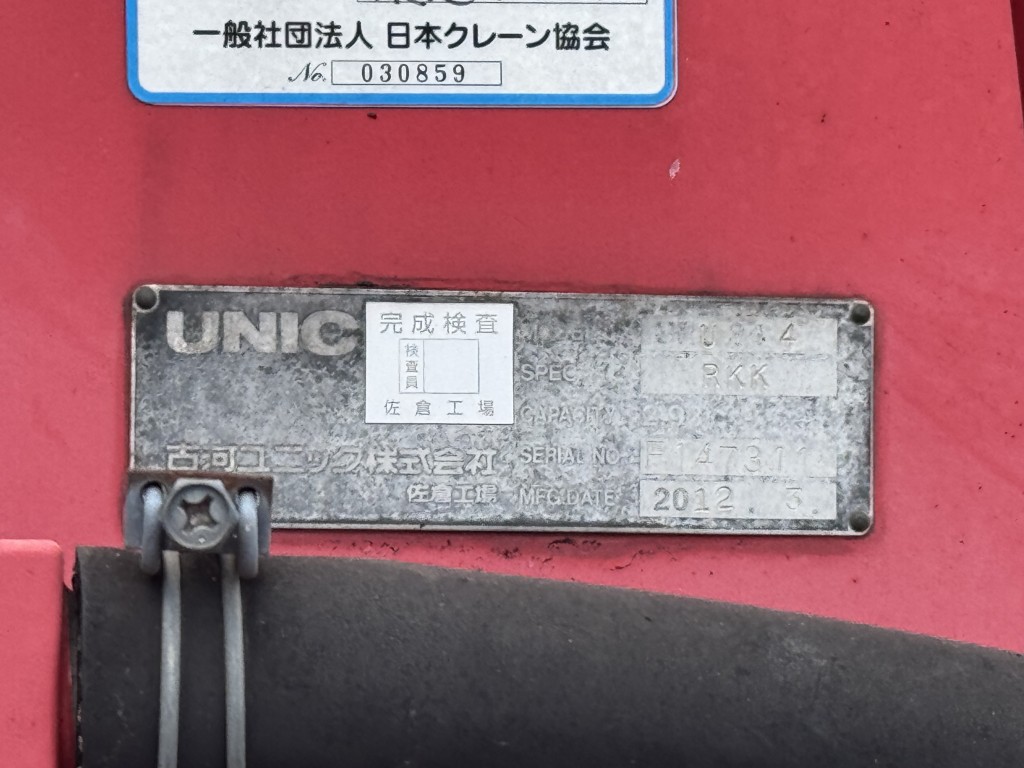 一般社団法人 日本クレーン協会
No. 030859
UNIC
完成検査
検査員
佐倉工場
古河ユニック株式会社
佐倉工場
SPEC. RKK
CAPACITY
SERIAL NO.
MFG.DATE 2012. 3.